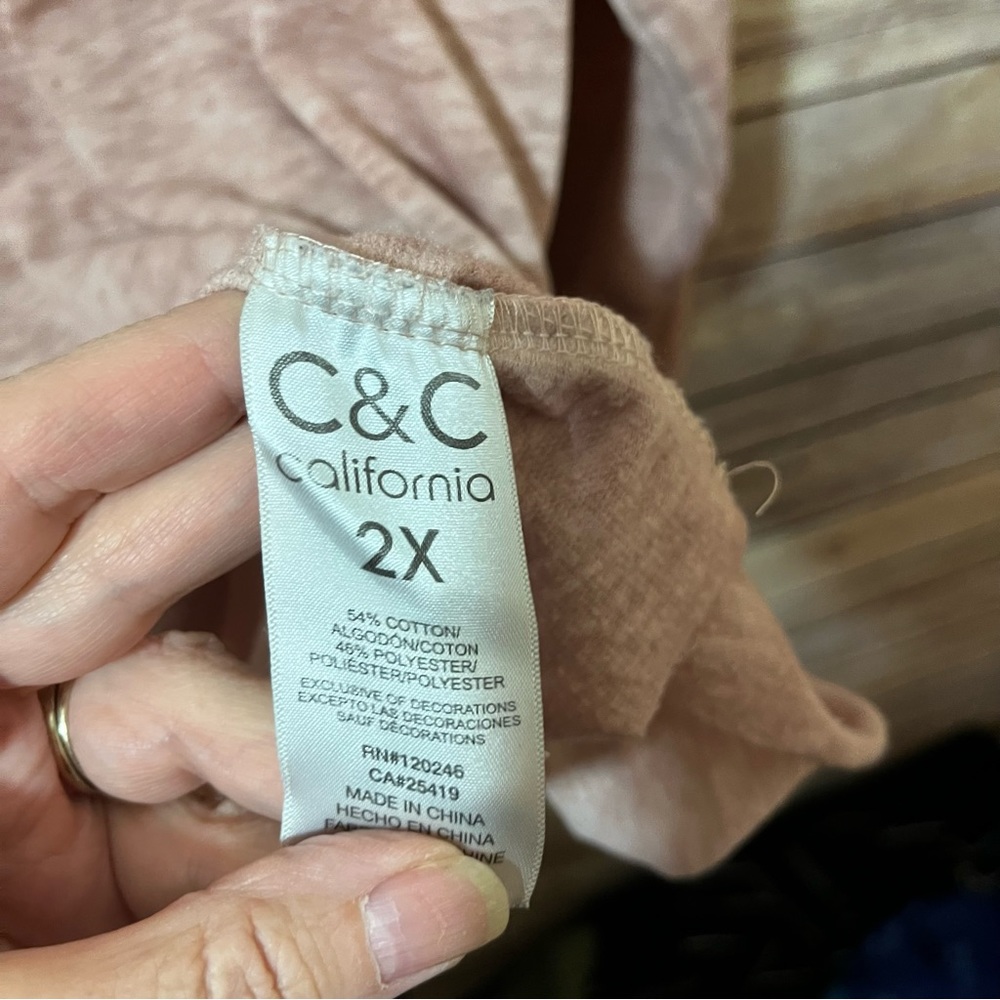 C&C
california
2X
54% COTTON/
ALGODÓN/COTON
46% POLYESTER/
POLIÉSTER/POLYESTER
EXCLUSIVE OF DECORATIONS
EXCEPTO LAS DECORACIONES
SAUF DÉCORATIONS
RN#120246
CA#25419
MADE IN CHINA
HECHO EN CHINA